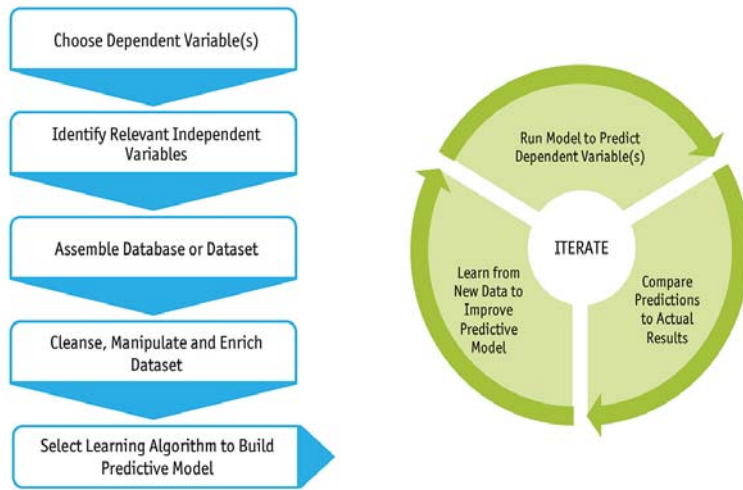 Choose Dependent Variable(s)
Identify Relevant Independent
Variables
Assemble Database or Dataset
Cleanse, Manipulate and Enrich
Dataset
Select Learning Algorithm to Build
Predictive Model
Run Model to Predict
Dependent Variable(s)
ITERATE
Compare
Predictions
to Actual
Results
Learn from
New Data to
Improve
Predictive
Model